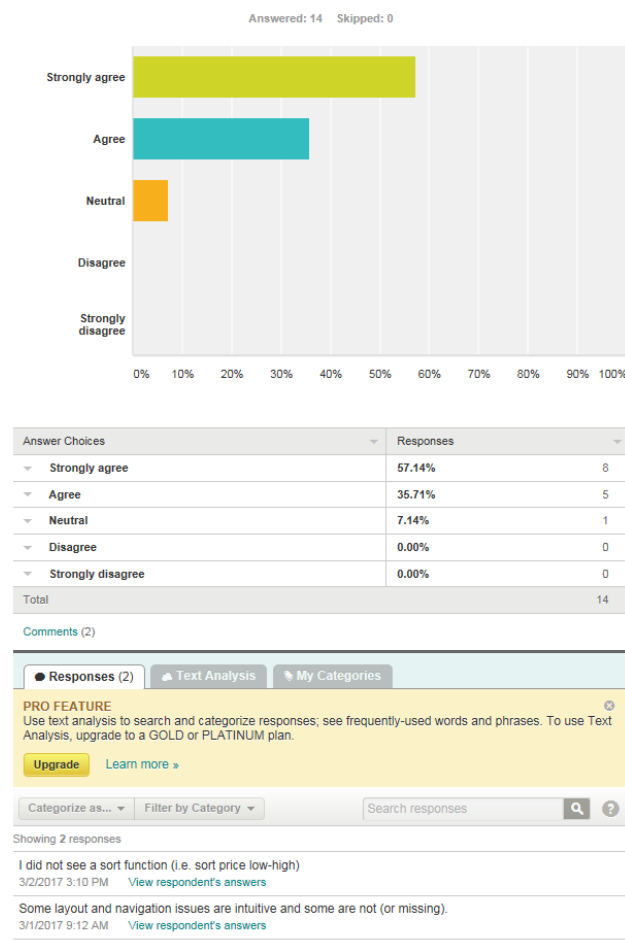 Answered: 14 Skipped: 0
Strongly agree
Agree
Neutral
Disagree
Strongly
disagree
0% 10% 20% 30% 40% 50% 60% 70% 80% 90% 100%
Answer Choices Responses
Strongly agree 57.14% 8
Agree 35.71% 5
Neutral 7.14% 1
Disagree 0.00% 0
Strongly disagree 0.00% 0
Total 14
Comments (2)
Responses (2) Text Analysis My Categories
PRO FEATURE
Use text analysis to search and categorize responses; see frequently-used words and phrases. To use Text
Analysis, upgrade to a GOLD or PLATINUM plan.
Upgrade Learn more »
Categorize as... Filter by Category Search responses ?
Showing 2 responses
I did not see a sort function (i.e. sort price low-high)
3/2/2017 3:10 PM View respondent's answers
Some layout and navigation issues are intuitive and some are not (or missing).
3/1/2017 9:12 AM View respondent's answers